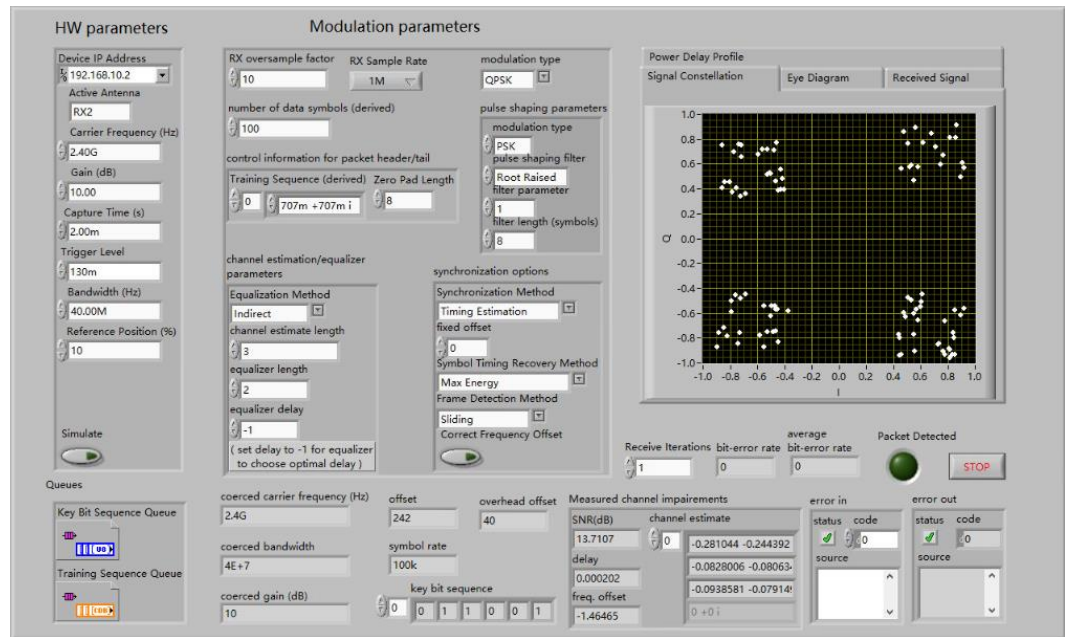 HW parameters
Device IP Address
192.168.10.2
Active Antenna
RX2
Carrier Frequency (Hz)
2.40G
Gain (dB)
10.00
Capture Time (s)
2.00m
Trigger Level
130m
Bandwidth (Hz)
40.00M
Reference Position (%)
10
Simulate
Modulation parameters
RX oversample factor
10
RX Sample Rate
1M
modulation type
QPSK
number of data symbols (derived)
100
control information for packet header/tail
Training Sequence (derived) Zero Pad Length
0 707m +707m i 8
pulse shaping parameters
modulation type
PSK
pulse shaping filter
Root Raised
filter parameter
1
filter length (symbols)
8
channel estimation/equalizer
parameters
Equalization Method
Indirect
channel estimate length
3
equalizer length
2
equalizer delay
-1
( set delay to -1 for equalizer
to choose optimal delay )
synchronization options
Synchronization Method
Timing Estimation
fixed offset
0
Symbol Timing Recovery Method
Max Energy
Frame Detection Method
Sliding
Correct Frequency Offset
Power Delay Profile
Signal Constellation Eye Diagram Received Signal
1.0
0.8
0.6
0.4
0.2
0.0
-0.2
-0.4
-0.6
-0.8
-1.0
Q
-1.0 -0.8 -0.6 -0.4 -0.2 0.0 0.2 0.4 0.6 0.8 1.0
I
Receive Iterations
1
bit-error rate
0
average
bit-error rate
0
Packet Detected
STOP
Queues
Key Bit Sequence Queue
Training Sequence Queue
coerced carrier frequency (Hz)
2.4G
coerced bandwidth
4E+7
coerced gain (dB)
10
offset
242
overhead offset
40
symbol rate
100k
key bit sequence
0 0 1 1 0 0 1
Measured channel impairements
SNR(dB)
13.7107
delay
0.000202
freq. offset
-1.46465
channel estimate
0
-0.281044 -0.244392
-0.0828006 -0.08063
-0.0938581 -0.07914
0 +0 i
error in
status code
0
source
error out
status code
0
source